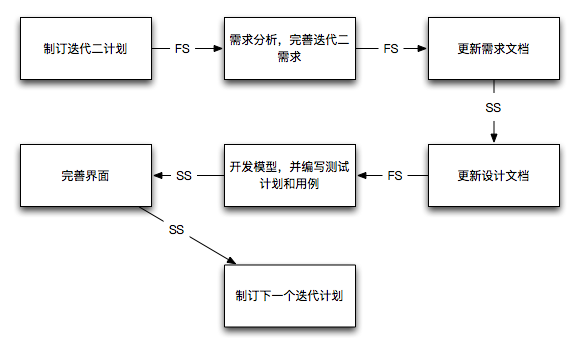 制订迭代二计划
FS
需求分析，完善迭代二
需求
FS
更新需求文档
SS
更新设计文档
FS
开发模型，并编写测试
计划和用例
SS
完善界面
SS
制订下一个迭代计划